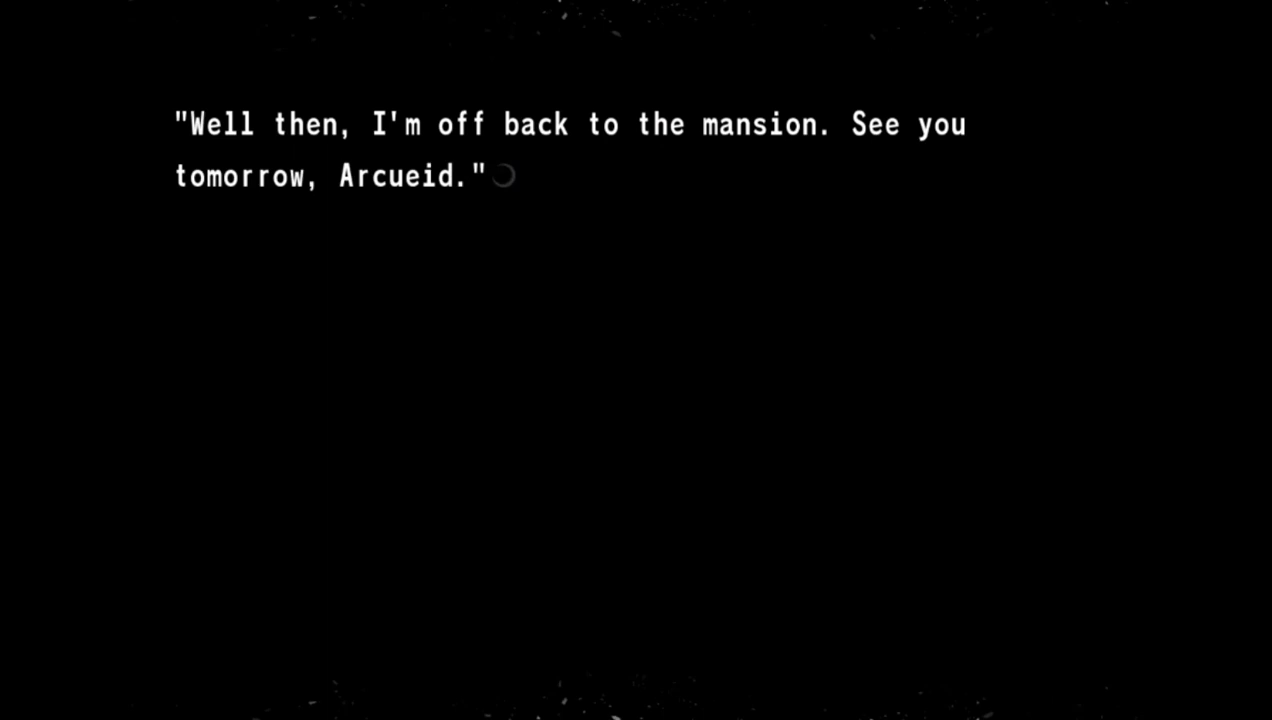 "Well then, I'm off back to the mansion. See you
tomorrow, Arcueid."